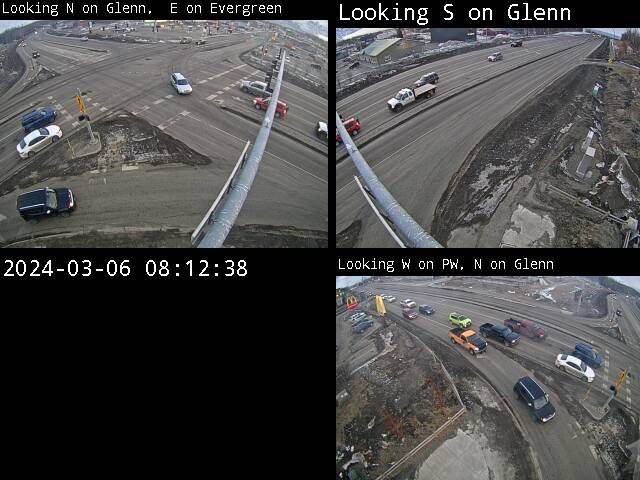 Looking N on Glenn,  E on Evergreen
Looking S on Glenn
2024-03-06 08:12:38
Looking W on PW, N on Glenn